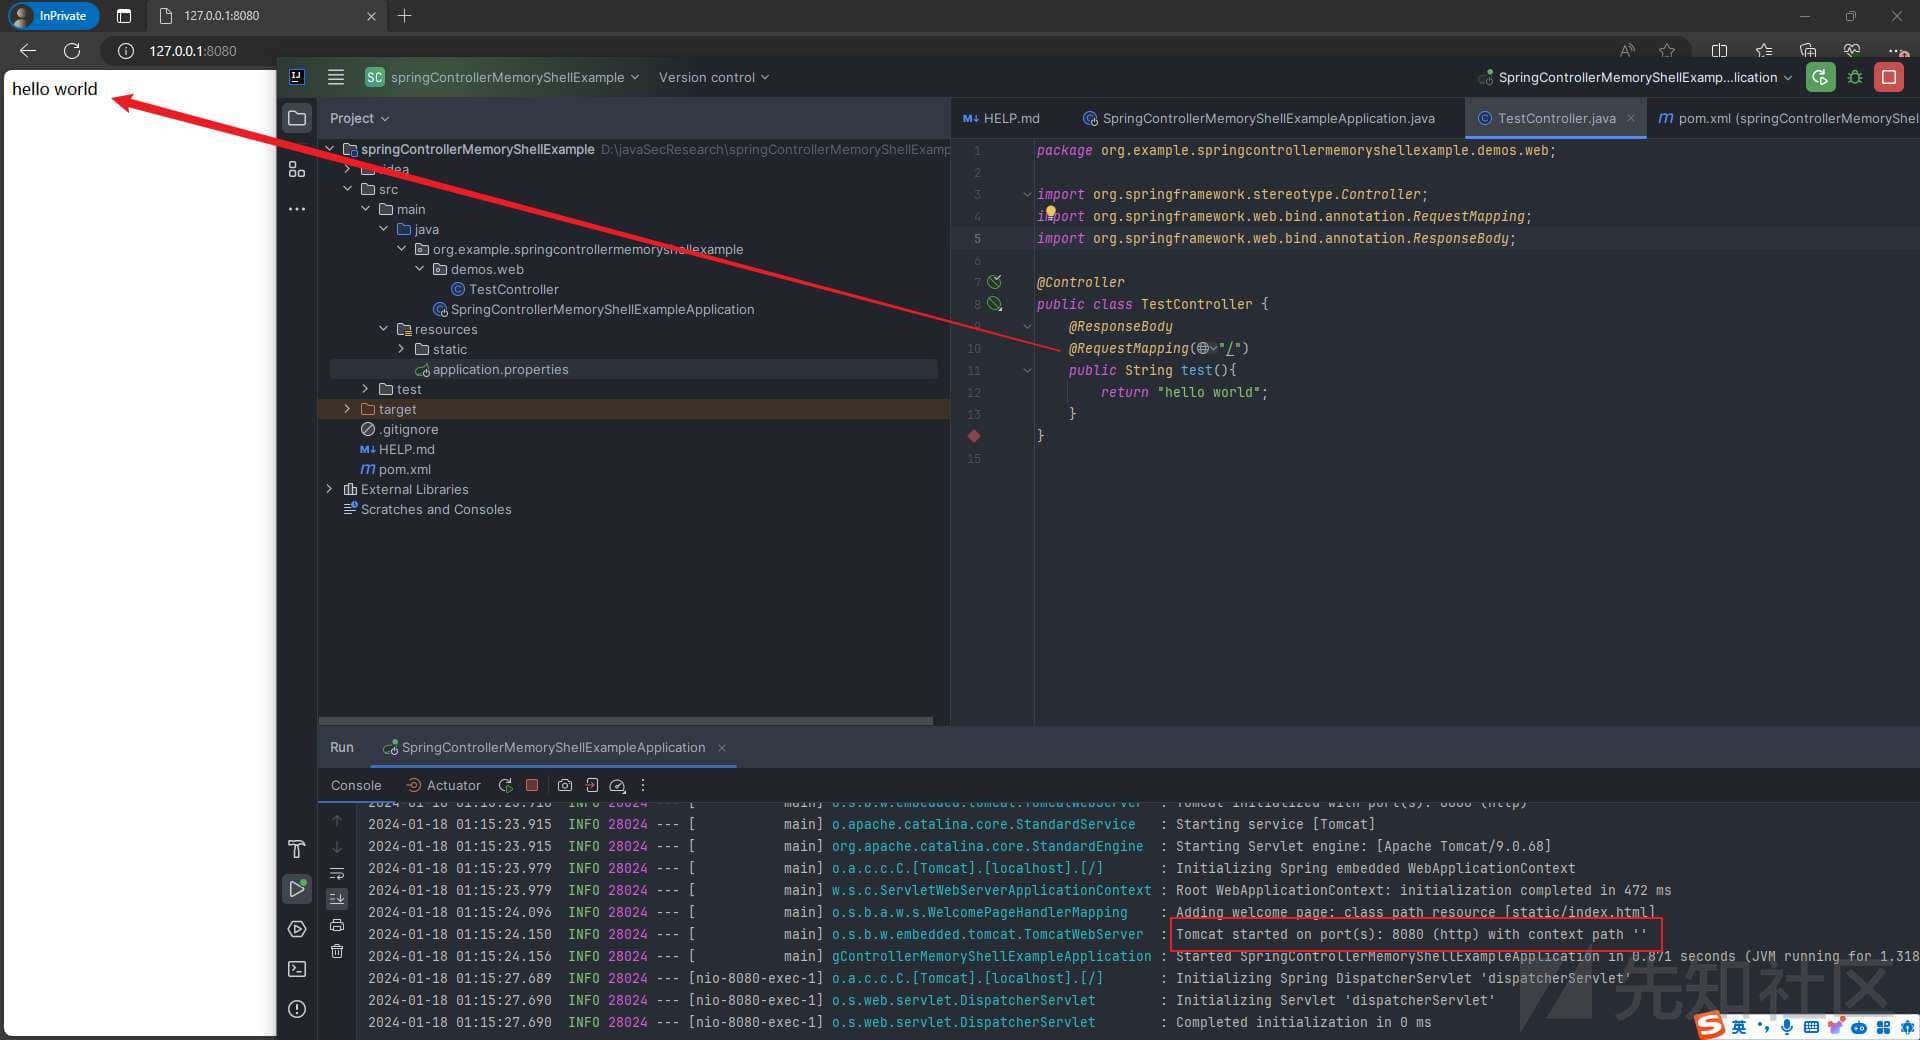 InPrivate
127.0.0.1:8080
127.0.0.1:8080
hello world
SC springControllerMemoryShellExample Version control
SpringControllerMemoryShellExamp...lication
Project
springControllerMemoryShellExample D:\javaSecResearch\springControllerMemoryShellExamp
.idea
src
main
java
org.example.springcontrollermemoryshellexample
demos.web
TestController
SpringControllerMemoryShellExampleApplication
resources
static
application.properties
test
target
.gitignore
M↓ HELP.md
m pom.xml
External Libraries
Scratches and Consoles
M↓ HELP.md SpringControllerMemoryShellExampleApplication.java TestController.java m pom.xml (springControllerMemoryShel
1 package org.example.springcontrollermemoryshellexample.demos.web;
2
3 import org.springframework.stereotype.Controller;
4 import org.springframework.web.bind.annotation.RequestMapping;
5 import org.springframework.web.bind.annotation.ResponseBody;
6
7 @Controller
8 public class TestController {
9 @ResponseBody
10 @RequestMapping("/")
11 public String test(){
12 return "hello world";
13 }
}
15
Run SpringControllerMemoryShellExampleApplication
Console Actuator
2024-01-18 01:15:23.910 INFO 28024 --- [ main] o.s.b.w.embedded.tomcat.TomcatWebServer : Tomcat initialized with port(s): 8080 (http)
2024-01-18 01:15:23.915 INFO 28024 --- [ main] o.apache.catalina.core.StandardService : Starting service [Tomcat]
2024-01-18 01:15:23.915 INFO 28024 --- [ main] org.apache.catalina.core.StandardEngine : Starting Servlet engine: [Apache Tomcat/9.0.68]
2024-01-18 01:15:23.979 INFO 28024 --- [ main] o.a.c.c.C.[Tomcat].[localhost].[/] : Initializing Spring embedded WebApplicationContext
2024-01-18 01:15:23.979 INFO 28024 --- [ main] w.s.c.ServletWebServerApplicationContext : Root WebApplicationContext: initialization completed in 472 ms
2024-01-18 01:15:24.096 INFO 28024 --- [ main] o.s.b.a.w.s.WelcomePageHandlerMapping : Adding welcome page: class path resource [static/index.html]
2024-01-18 01:15:24.150 INFO 28024 --- [ main] o.s.b.w.embedded.tomcat.TomcatWebServer : Tomcat started on port(s): 8080 (http) with context path ''
2024-01-18 01:15:24.156 INFO 28024 --- [ main] gControllerMemoryShellExampleApplication : Started SpringControllerMemoryShellExampleApplication in 0.871 seconds (JVM running for 1.318
2024-01-18 01:15:27.689 INFO 28024 --- [nio-8080-exec-1] o.a.c.c.C.[Tomcat].[localhost].[/] : Initializing Spring DispatcherServlet 'dispatcherServlet'
2024-01-18 01:15:27.690 INFO 28024 --- [nio-8080-exec-1] o.s.web.servlet.DispatcherServlet : Initializing Servlet 'dispatcherServlet'
2024-01-18 01:15:27.690 INFO 28024 --- [nio-8080-exec-1] o.s.web.servlet.DispatcherServlet : Completed initialization in 0 ms
先知社区
英